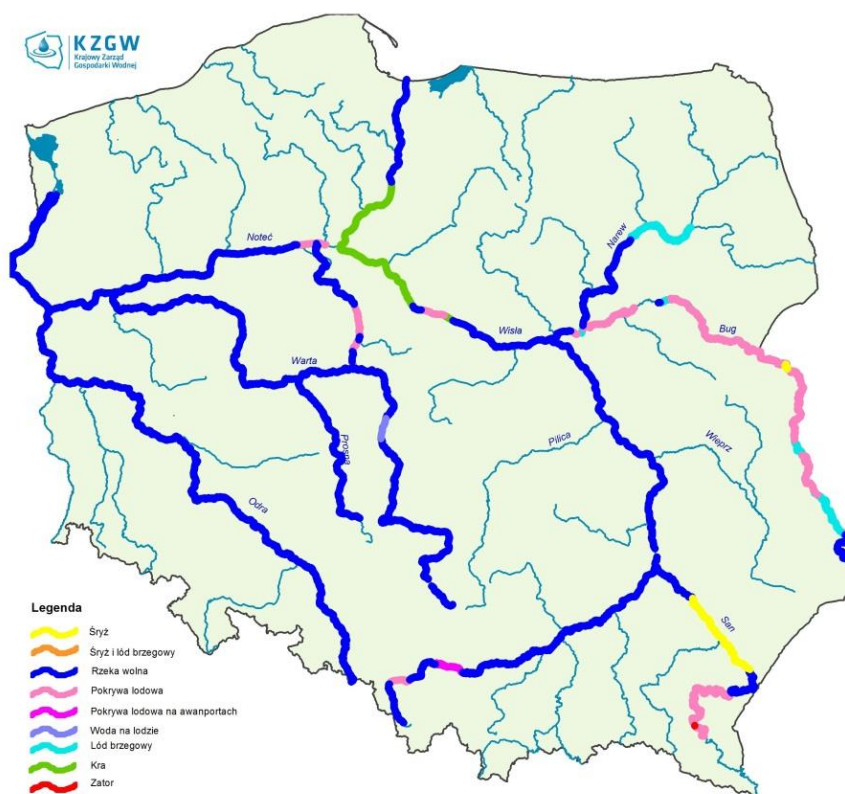 KZGW
Krajowy Zarząd
Gospodarki Wodnej
Noteć
Narew
Wisła
Bug
Warta
Prosna
Pilica
Wieprz
Odra
San
Legenda
Śryż
Śryż i lód brzegowy
Rzeka wolna
Pokrywa lodowa
Pokrywa lodowa na awanportach
Woda na lodzie
Lód brzegowy
Kra
Zator